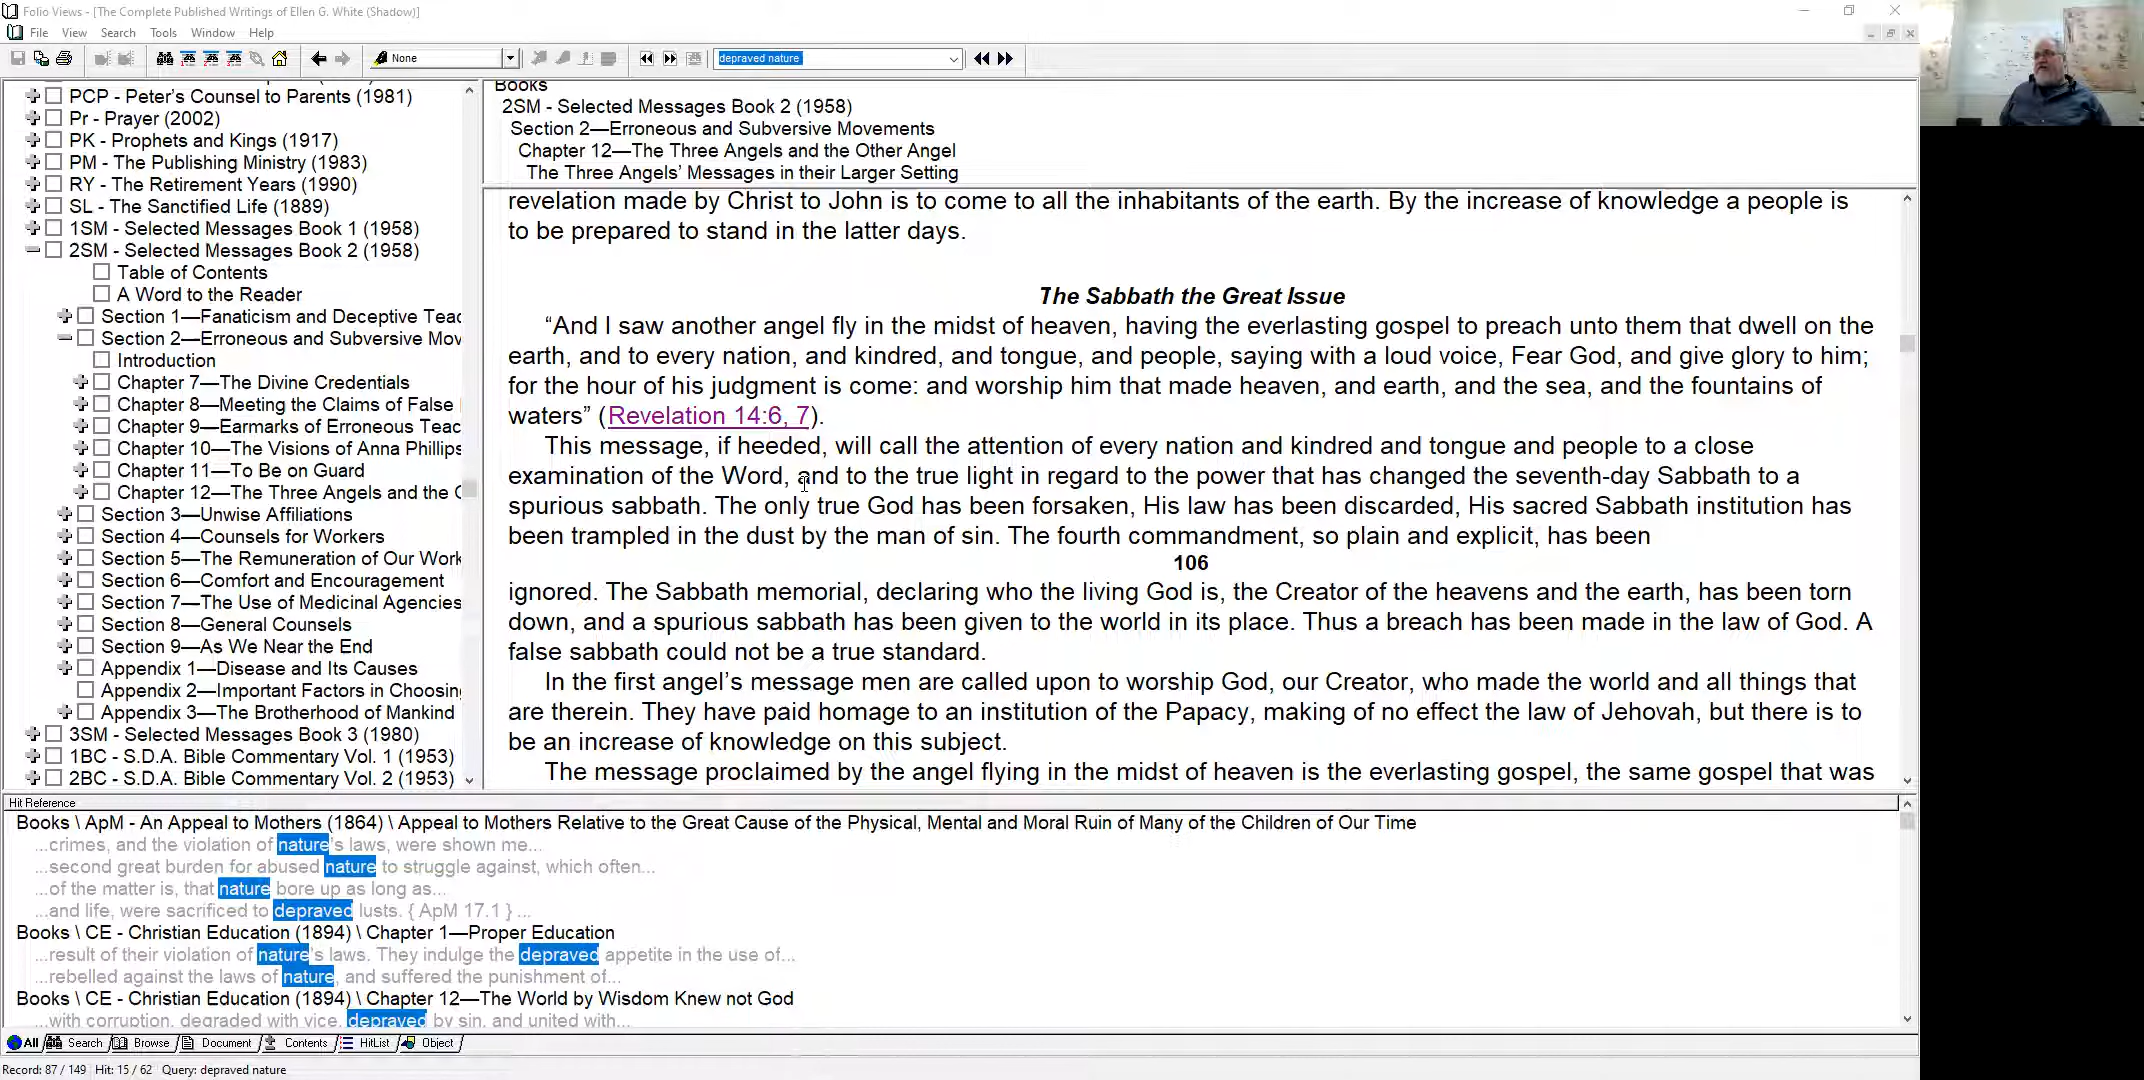 Folio Views - [The Complete Published Writings of Ellen G. White (Shadow)]
File View Search Tools Window Help
None
depraved nature
PCP - Peter's Counsel to Parents (1981)
Pr - Prayer (2002)
PK - Prophets and Kings (1917)
PM - The Publishing Ministry (1983)
RY - The Retirement Years (1990)
SL - The Sanctified Life (1889)
1SM - Selected Messages Book 1 (1958)
2SM - Selected Messages Book 2 (1958)
Table of Contents
A Word to the Reader
Section 1—Fanaticism and Deceptive Teac
Section 2—Erroneous and Subversive Mov
Introduction
Chapter 7—The Divine Credentials
Chapter 8—Meeting the Claims of False
Chapter 9—Earmarks of Erroneous Teac
Chapter 10—The Visions of Anna Phillips
Chapter 11—To Be on Guard
Chapter 12—The Three Angels and the O
Section 3—Unwise Affiliations
Section 4—Counsels for Workers
Section 5—The Remuneration of Our Work
Section 6—Comfort and Encouragement
Section 7—The Use of Medicinal Agencies
Section 8—General Counsels
Section 9—As We Near the End
Appendix 1—Disease and Its Causes
Appendix 2—Important Factors in Choosing
Appendix 3—The Brotherhood of Mankind
3SM - Selected Messages Book 3 (1980)
1BC - S.D.A. Bible Commentary Vol. 1 (1953)
2BC - S.D.A. Bible Commentary Vol. 2 (1953)
Books
2SM - Selected Messages Book 2 (1958)
Section 2—Erroneous and Subversive Movements
Chapter 12—The Three Angels and the Other Angel
The Three Angels' Messages in their Larger Setting
revelation made by Christ to John is to come to all the inhabitants of the earth. By the increase of knowledge a people is
to be prepared to stand in the latter days.
The Sabbath the Great Issue
“And I saw another angel fly in the midst of heaven, having the everlasting gospel to preach unto them that dwell on the
earth, and to every nation, and kindred, and tongue, and people, saying with a loud voice, Fear God, and give glory to him;
for the hour of his judgment is come: and worship him that made heaven, and earth, and the sea, and the fountains of
waters” (Revelation 14:6, 7).
This message, if heeded, will call the attention of every nation and kindred and tongue and people to a close
examination of the Word, and to the true light in regard to the power that has changed the seventh-day Sabbath to a
spurious sabbath. The only true God has been forsaken, His law has been discarded, His sacred Sabbath institution has
been trampled in the dust by the man of sin. The fourth commandment, so plain and explicit, has been
106
ignored. The Sabbath memorial, declaring who the living God is, the Creator of the heavens and the earth, has been torn
down, and a spurious sabbath has been given to the world in its place. Thus a breach has been made in the law of God. A
false sabbath could not be a true standard.
In the first angel's message men are called upon to worship God, our Creator, who made the world and all things that
are therein. They have paid homage to an institution of the Papacy, making of no effect the law of Jehovah, but there is to
be an increase of knowledge on this subject.
The message proclaimed by the angel flying in the midst of heaven is the everlasting gospel, the same gospel that was
Hit Reference
Books \ ApM - An Appeal to Mothers (1864) \ Appeal to Mothers Relative to the Great Cause of the Physical, Mental and Moral Ruin of Many of the Children of Our Time
...crimes, and the violation of nature's laws, were shown me...
...second great burden for abused nature to struggle against, which often...
...of the matter is, that nature bore up as long as...
...and life, were sacrificed to depraved lusts. { ApM 17.1 } ...
Books \ CE - Christian Education (1894) \ Chapter 1—Proper Education
...result of their violation of nature's laws. They indulge the depraved appetite in the use of...
...rebelled against the laws of nature, and suffered the punishment of...
Books \ CE - Christian Education (1894) \ Chapter 12—The World by Wisdom Knew not God
...with corruption, degraded with vice, depraved by sin, and united with...
All Search Browse Document Contents HitList Object
Record: 87 / 149 Hit: 15 / 62 Query: depraved nature